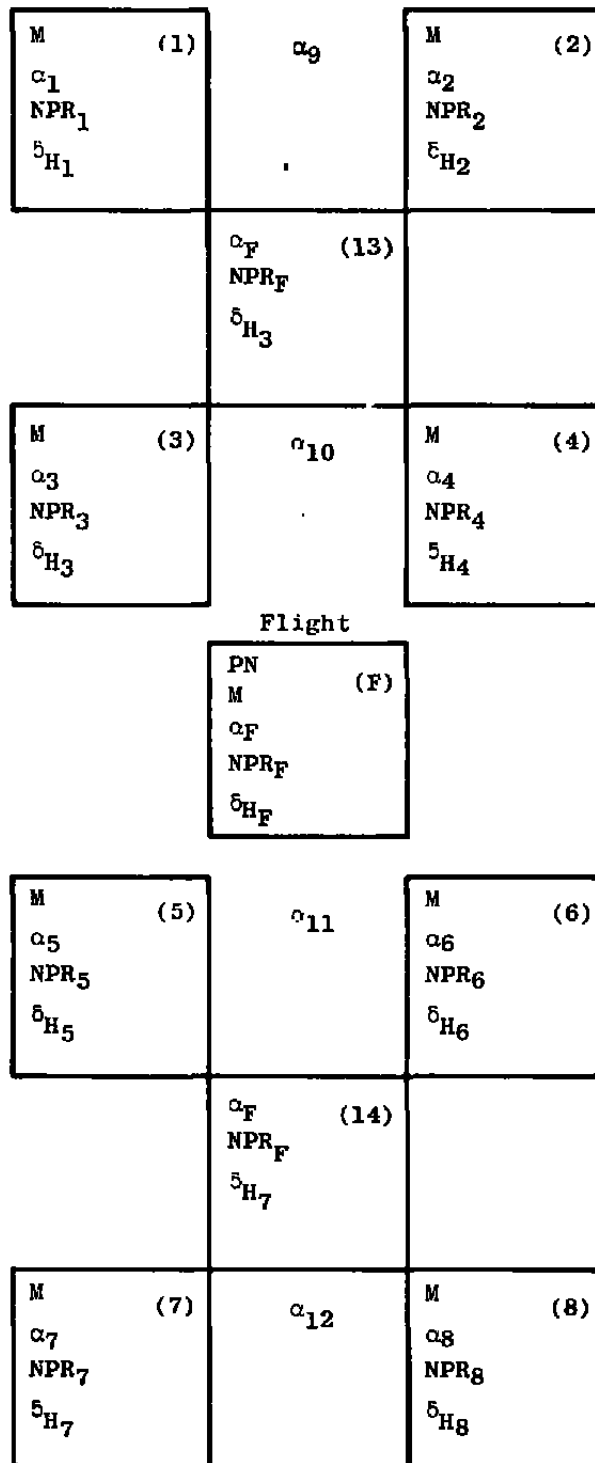 M (1)
α1
NPR1
δH1
α9
M (2)
α2
NPR2
δH2
αF (13)
NPRF
δH3
M (3)
α3
NPR3
δH3
α10
M (4)
α4
NPR4
δH4
Flight
PN
M (F)
αF
NPRF
δHF
M (5)
α5
NPR5
δH5
α11
M (6)
α6
NPR6
δH6
αF (14)
NPRF
δH7
M (7)
α7
NPR7
δH7
α12
M (8)
α8
NPR8
δH8